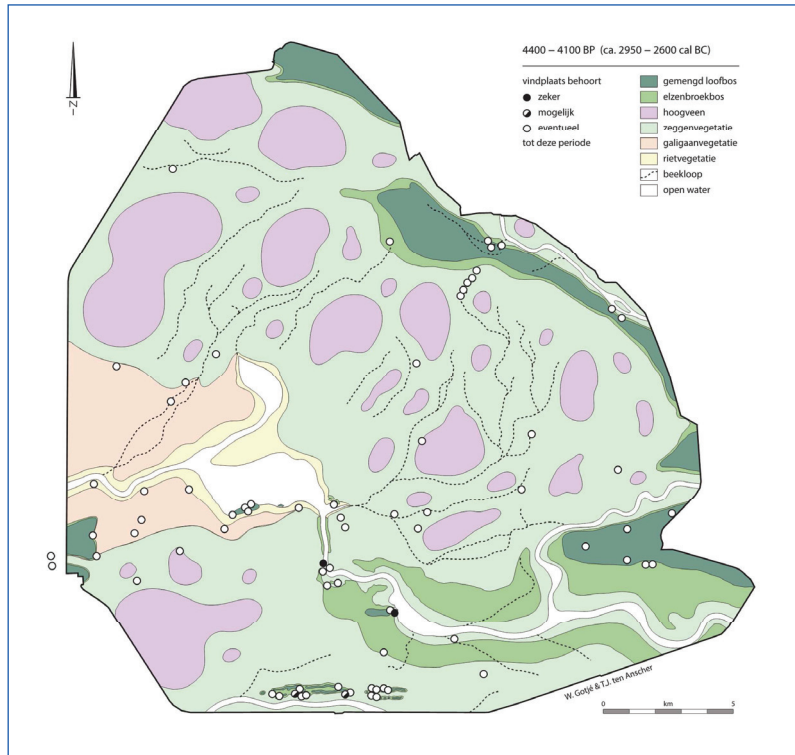 4400 – 4100 BP (ca. 2950 – 2600 cal BC)
vindplaats behoort
zeker
mogelijk
eventueel
tot deze periode
gemengd loofbos
elzenbroekbos
hoogveen
zeggenvegetatie
galigaanvegetatie
rietvegetatie
beekloop
open water
N
W. Gotjé & T.J. ten Anscher
0 km 5